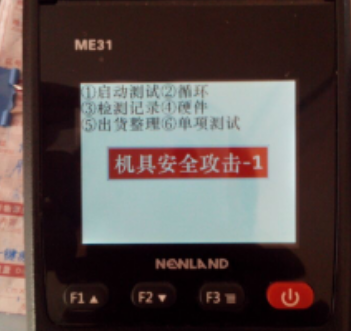 ME31
①启动测试②循环
③检测记录④硬件
⑤出货整理⑥单项测试
机具安全攻击-1
NEWLAND
F1▲ F2▼ F3